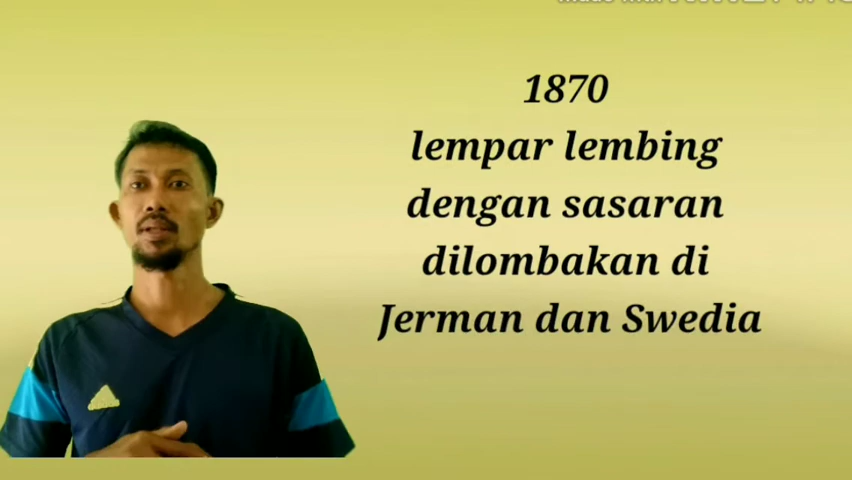 1870
lempar lembing
dengan sasaran
dilombakan di
Jerman dan Swedia